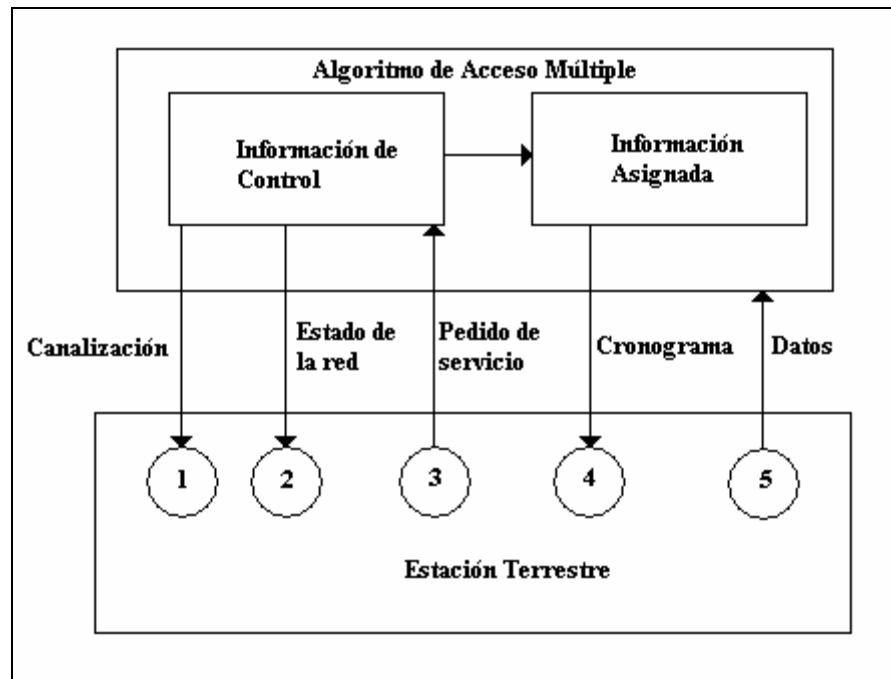 Algoritmo de Acceso Múltiple
Información de
Control
Información
Asignada
Canalización
Estado de
la red
Pedido de
servicio
Cronograma
Datos
1
2
3
4
5
Estación Terrestre